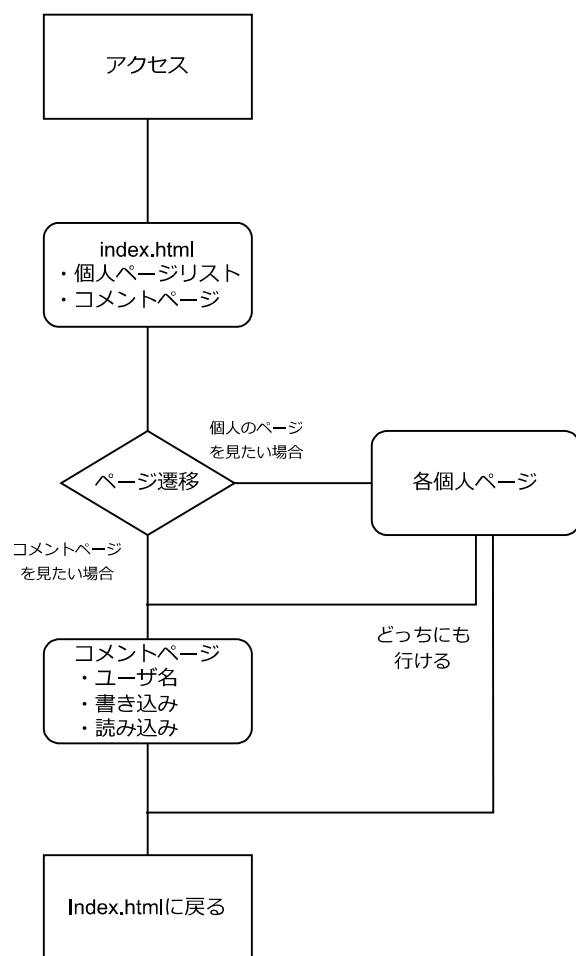 アクセス
index.html
・個人ページリスト
・コメントページ
個人のページ
を見たい場合
ページ遷移
各個人ページ
コメントページ
を見たい場合
どっちにも
行ける
コメントページ
・ユーザ名
・書き込み
・読み込み
Index.htmlに戻る